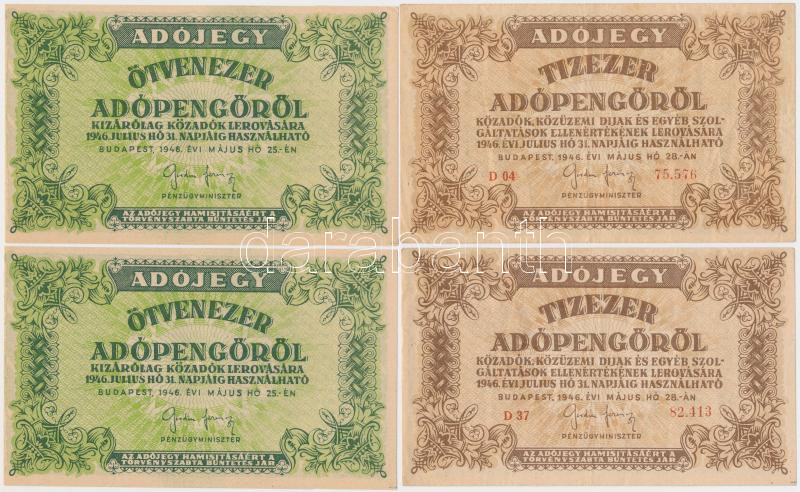 ADÓJEGY
ÖTVENEZER
ADÓPENGŐRŐL
KIZÁRÓLAG KÖZADÓK LEROVÁSÁRA
1946. JULIUS HÓ 31. NAPJÁIG HASZNÁLHATÓ
BUDAPEST, 1946. ÉVI MÁJUS HÓ 25.-ÉN
PÉNZÜGYMINISZTER
AZ ADÓJEGY HAMISITÁSÁÉRT A
TÖRVÉNYSZABTA BÜNTETÉS JÁR
ADÓJEGY
TIZEZER
ADÓPENGŐRŐL
KÖZADÓK, KÖZÜZEMI DIJAK ÉS EGYÉB SZOL-
GÁLTATÁSOK ELLENÉRTÉKÉNEK LEROVÁSÁRA
1946. ÉVI JÚLIUS HÓ 31. NAPJÁIG HASZNÁLHATÓ
BUDAPEST, 1946. ÉVI MÁJUS HÓ 28.-ÁN
D 04 75,576
PÉNZÜGYMINISZTER
AZ ADÓJEGY HAMISITÁSÁÉRT A
TÖRVÉNYSZABTA BÜNTETÉS JÁR
darabanth
ADÓJEGY
ÖTVENEZER
ADÓPENGŐRŐL
KIZÁRÓLAG KÖZADÓK LEROVÁSÁRA
1946. JULIUS HÓ 31. NAPJÁIG HASZNÁLHATÓ
BUDAPEST, 1946. ÉVI MÁJUS HÓ 25.-ÉN
PÉNZÜGYMINISZTER
AZ ADÓJEGY HAMISITÁSÁÉRT A
TÖRVÉNYSZABTA BÜNTETÉS JÁR
ADÓJEGY
TIZEZER
ADÓPENGŐRŐL
KÖZADÓK, KÖZÜZEMI DIJAK ÉS EGYÉB SZOL-
GÁLTATÁSOK ELLENÉRTÉKÉNEK LEROVÁSÁRA
1946. ÉVI JÚLIUS HÓ 31. NAPJÁIG HASZNÁLHATÓ
BUDAPEST, 1946. ÉVI MÁJUS HÓ 28.-ÁN
D 37 82,413
PÉNZÜGYMINISZTER
AZ ADÓJEGY HAMISITÁSÁÉRT A
TÖRVÉNYSZABTA BÜNTETÉS JÁR